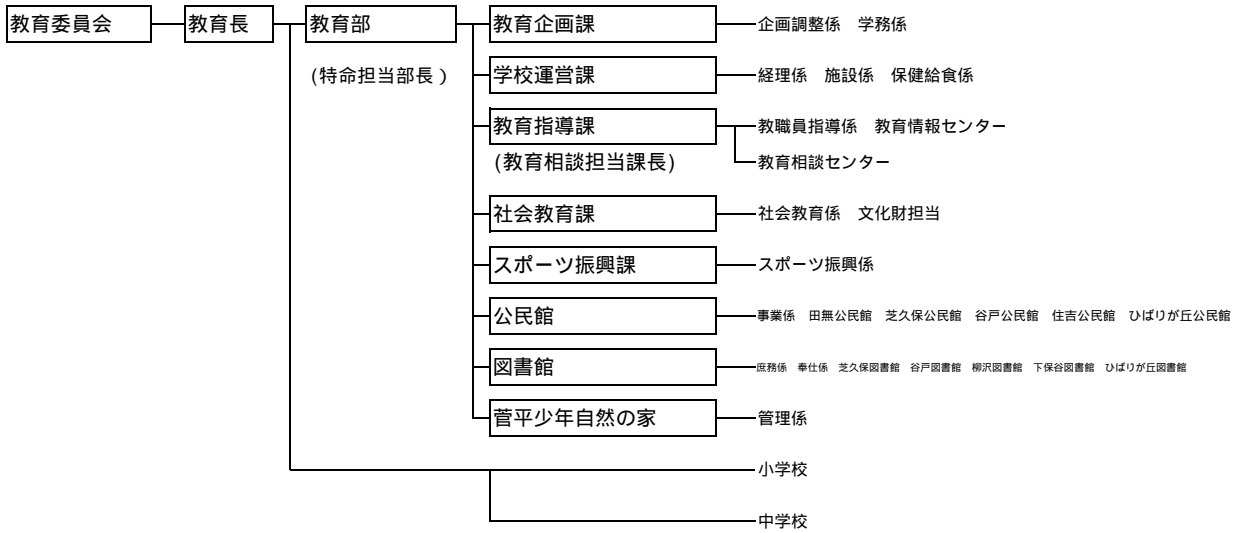 教育委員会 教育長 教育部 教育企画課 企画調整係 学務係
(特命担当部長) 学校運営課 経理係 施設係 保健給食係
教育指導課 教職員指導係 教育情報センター
(教育相談担当課長) 教育相談センター
社会教育課 社会教育係 文化財担当
スポーツ振興課 スポーツ振興係
公民館 事業係 田無公民館 芝久保公民館 谷戸公民館 住吉公民館 ひばりが丘公民館
図書館 庶務係 奉仕係 芝久保図書館 谷戸図書館 柳沢図書館 下保谷図書館 ひばりが丘図書館
菅平少年自然の家 管理係
小学校
中学校